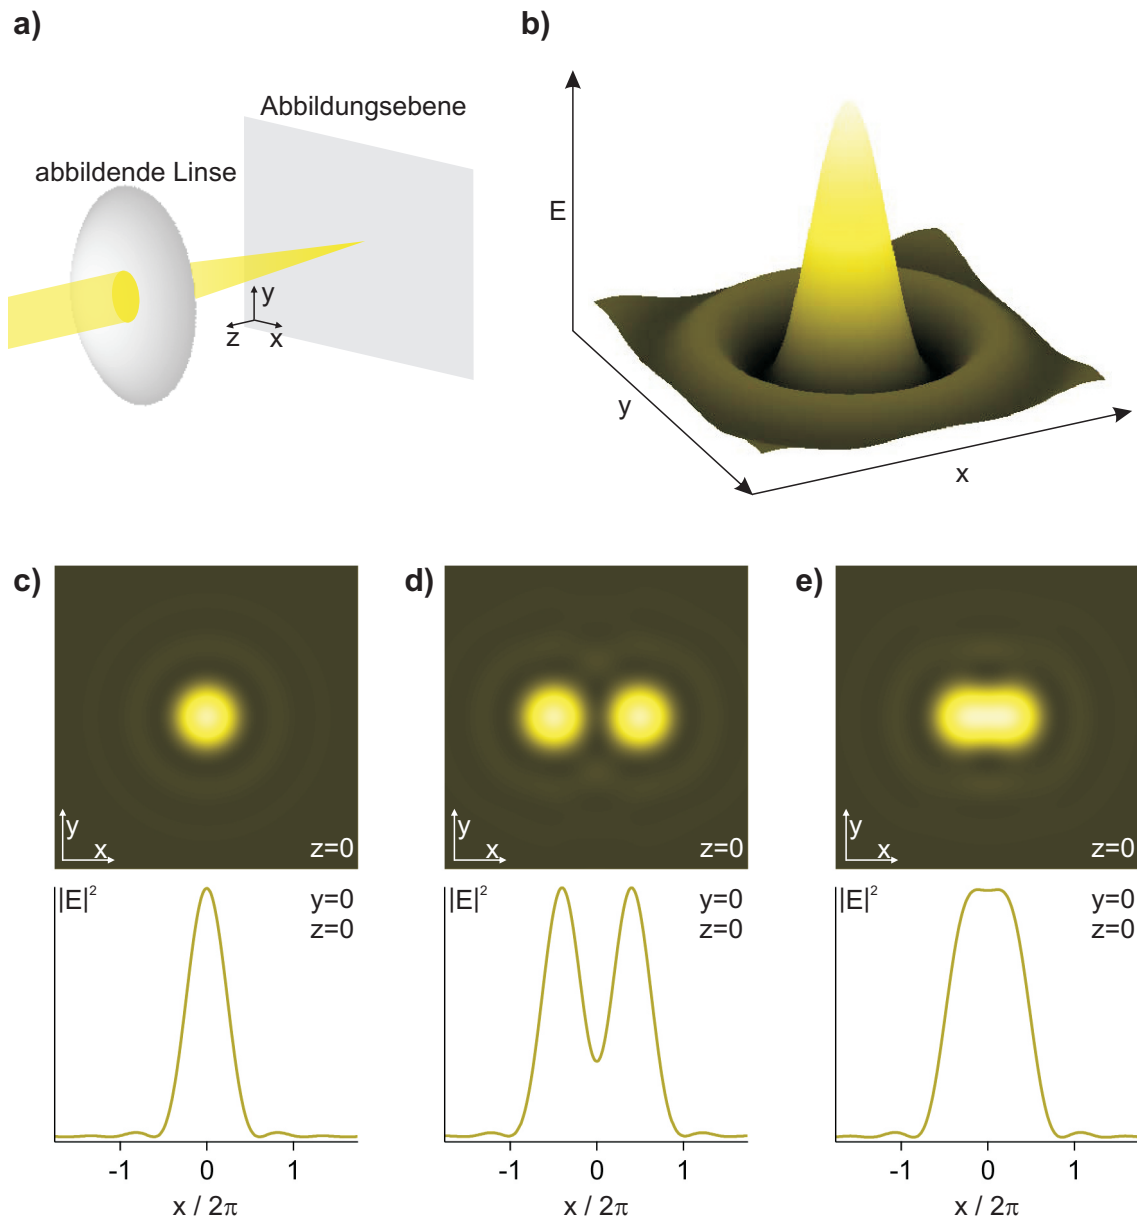 a)
abbildende Linse
Abbildungsebene
y
z
x
b)
E
y
x
c)
y
x
z=0
|E|²
y=0
z=0
-1 0 1
x / 2π
d)
y
x
z=0
|E|²
y=0
z=0
-1 0 1
x / 2π
e)
y
x
z=0
|E|²
y=0
z=0
-1 0 1
x / 2π